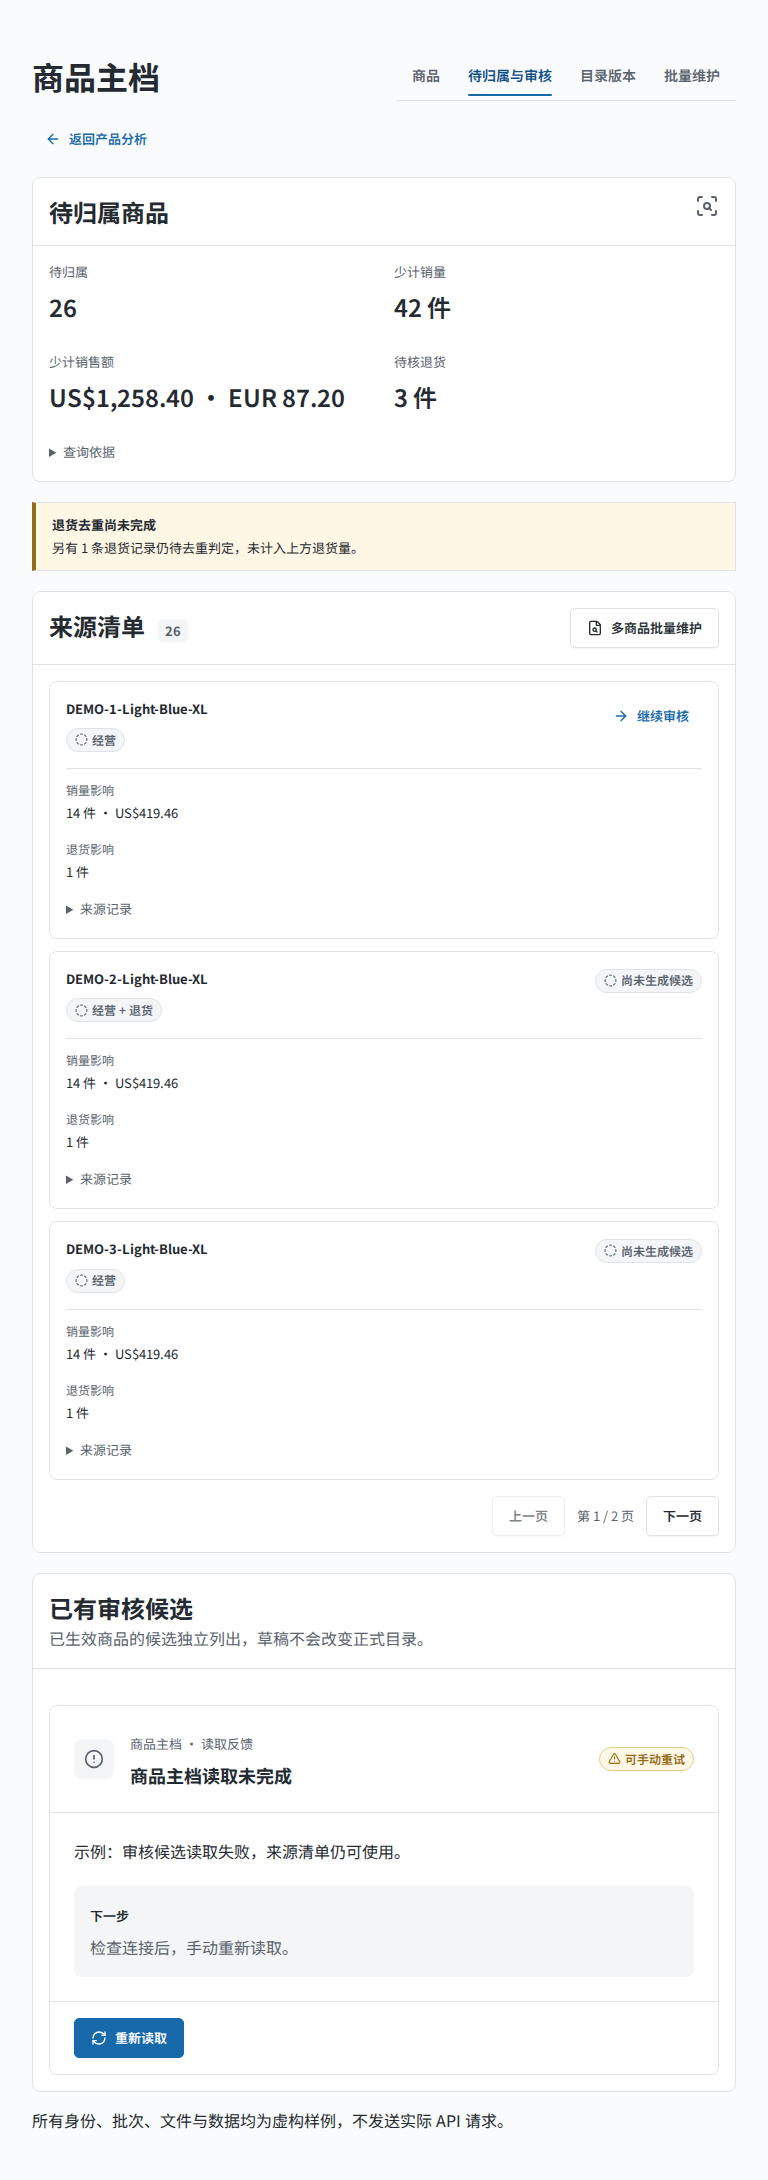 商品主档
商品 待归属与审核 目录版本 批量维护
返回产品分析
待归属商品
待归属 少计销量
26 42 件
少计销售额 待核退货
US$1,258.40 · EUR 87.20 3 件
查询依据
退货去重尚未完成
另有 1 条退货记录仍待去重判定，未计入上方退货量。
来源清单 26 多商品批量维护
DEMO-1-Light-Blue-XL 继续审核
经营
销量影响
14 件 · US$419.46
退货影响
1 件
来源记录
DEMO-2-Light-Blue-XL 尚未生成候选
经营 + 退货
销量影响
14 件 · US$419.46
退货影响
1 件
来源记录
DEMO-3-Light-Blue-XL 尚未生成候选
经营
销量影响
14 件 · US$419.46
退货影响
1 件
来源记录
上一页 第 1 / 2 页 下一页
已有审核候选
已生效商品的候选独立列出，草稿不会改变正式目录。
商品主档 · 读取反馈
商品主档读取未完成 可手动重试
示例：审核候选读取失败，来源清单仍可使用。
下一步
检查连接后，手动重新读取。
重新读取
所有身份、批次、文件与数据均为虚构样例，不发送实际 API 请求。